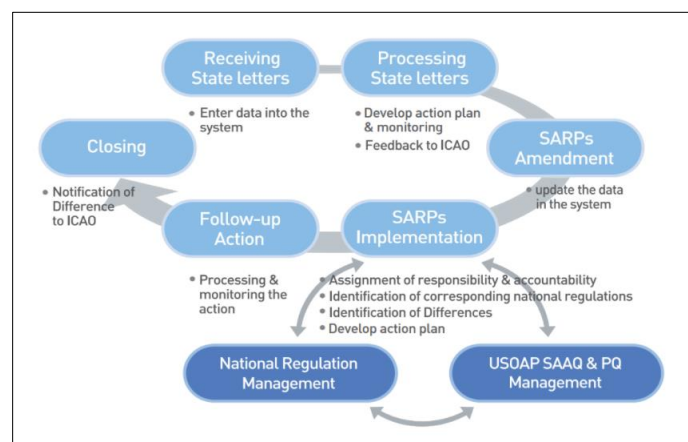 Receiving
State letters
Processing
State letters
• Enter data into the
system
• Develop action plan
& monitoring
• Feedback to ICAO
Closing
SARPs
Amendment
• Notification of
Difference
to ICAO
• update the data
in the system
Follow-up
Action
SARPs
Implementation
• Processing &
monitoring the
action
• Assignment of responsibility & accountability
• Identification of corresponding national regulations
• Identification of Differences
• Develop action plan
National Regulation
Management
USOAP SAAQ & PQ
Management